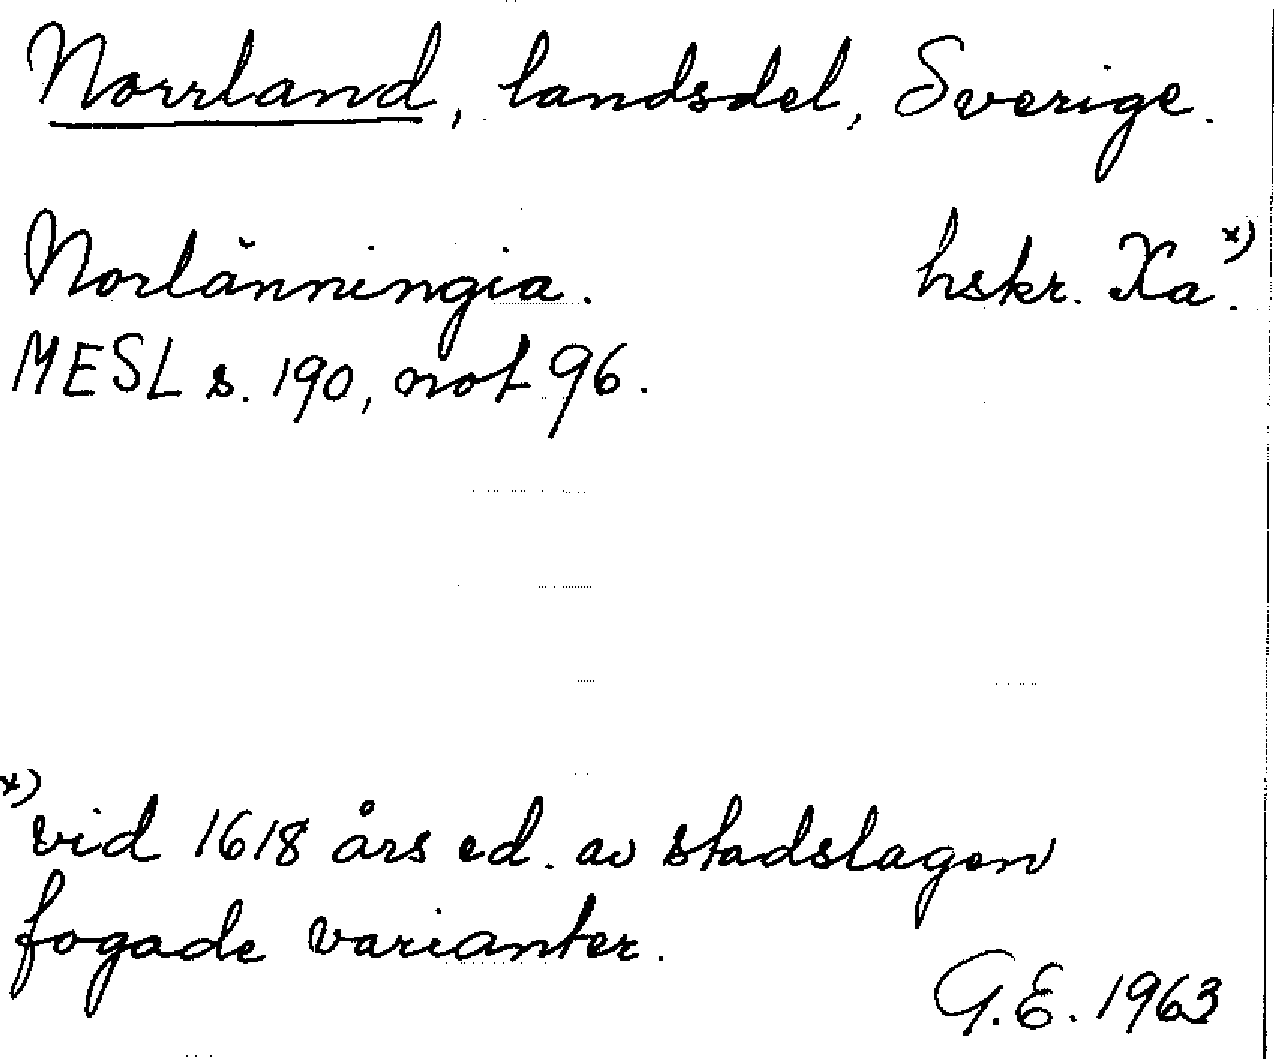 Norrland, landsdel, Sverige.
Norlänningia. hskr. Xa.x)
MESL s. 190, not 96.
x) vid 1618 års ed. av stadslagen
fogade varianter.
G.E. 1963